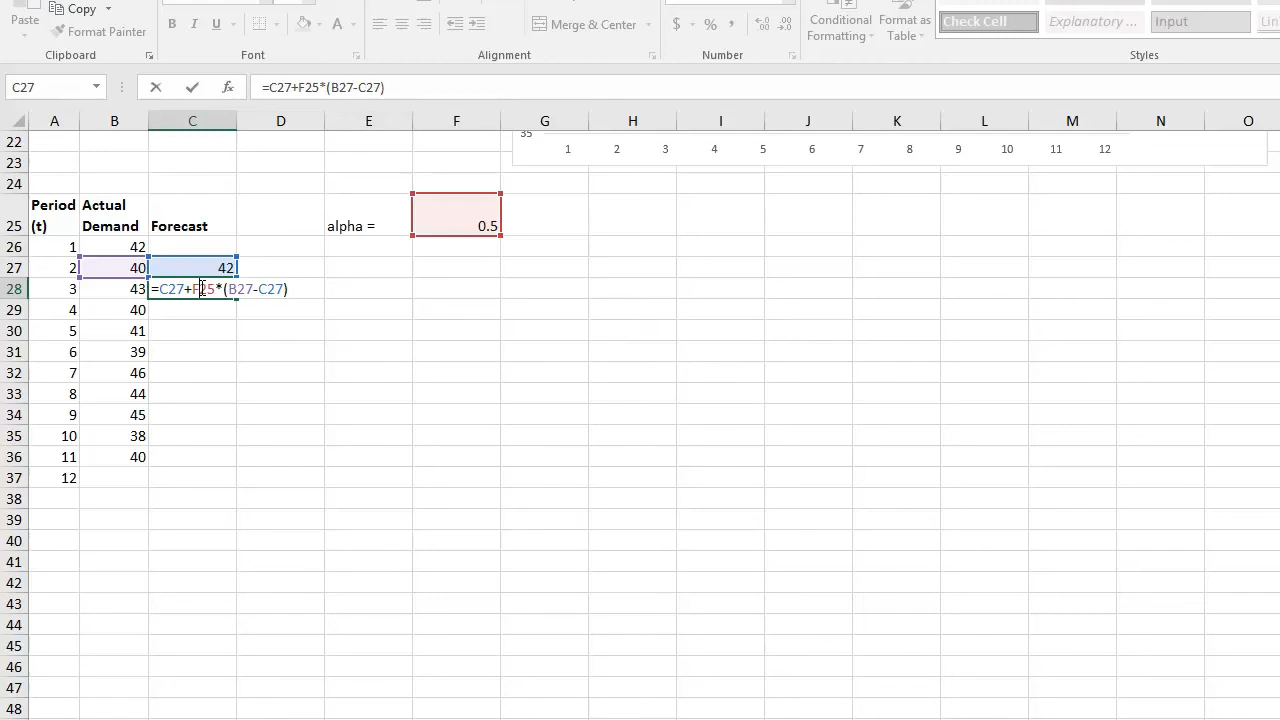 Paste Copy
Format Painter
B I U
Merge & Center
$ %
Conditional Formatting
Format as Table
Check Cell Explanatory ... Input
Clipboard Font Alignment Number Styles
C27 fx =C27+F25*(B27-C27)
A B C D E F G H I J K L M N O
35
22 1 2 3 4 5 6 7 8 9 10 11 12
23
24
Period Actual
25 (t) Demand Forecast alpha = 0.5
26 1 42
27 2 40 42
28 3 43 =C27+F25*(B27-C27)
29 4 40
30 5 41
31 6 39
32 7 46
33 8 44
34 9 45
35 10 38
36 11 40
37 12
38
39
40
41
42
43
44
45
46
47
48